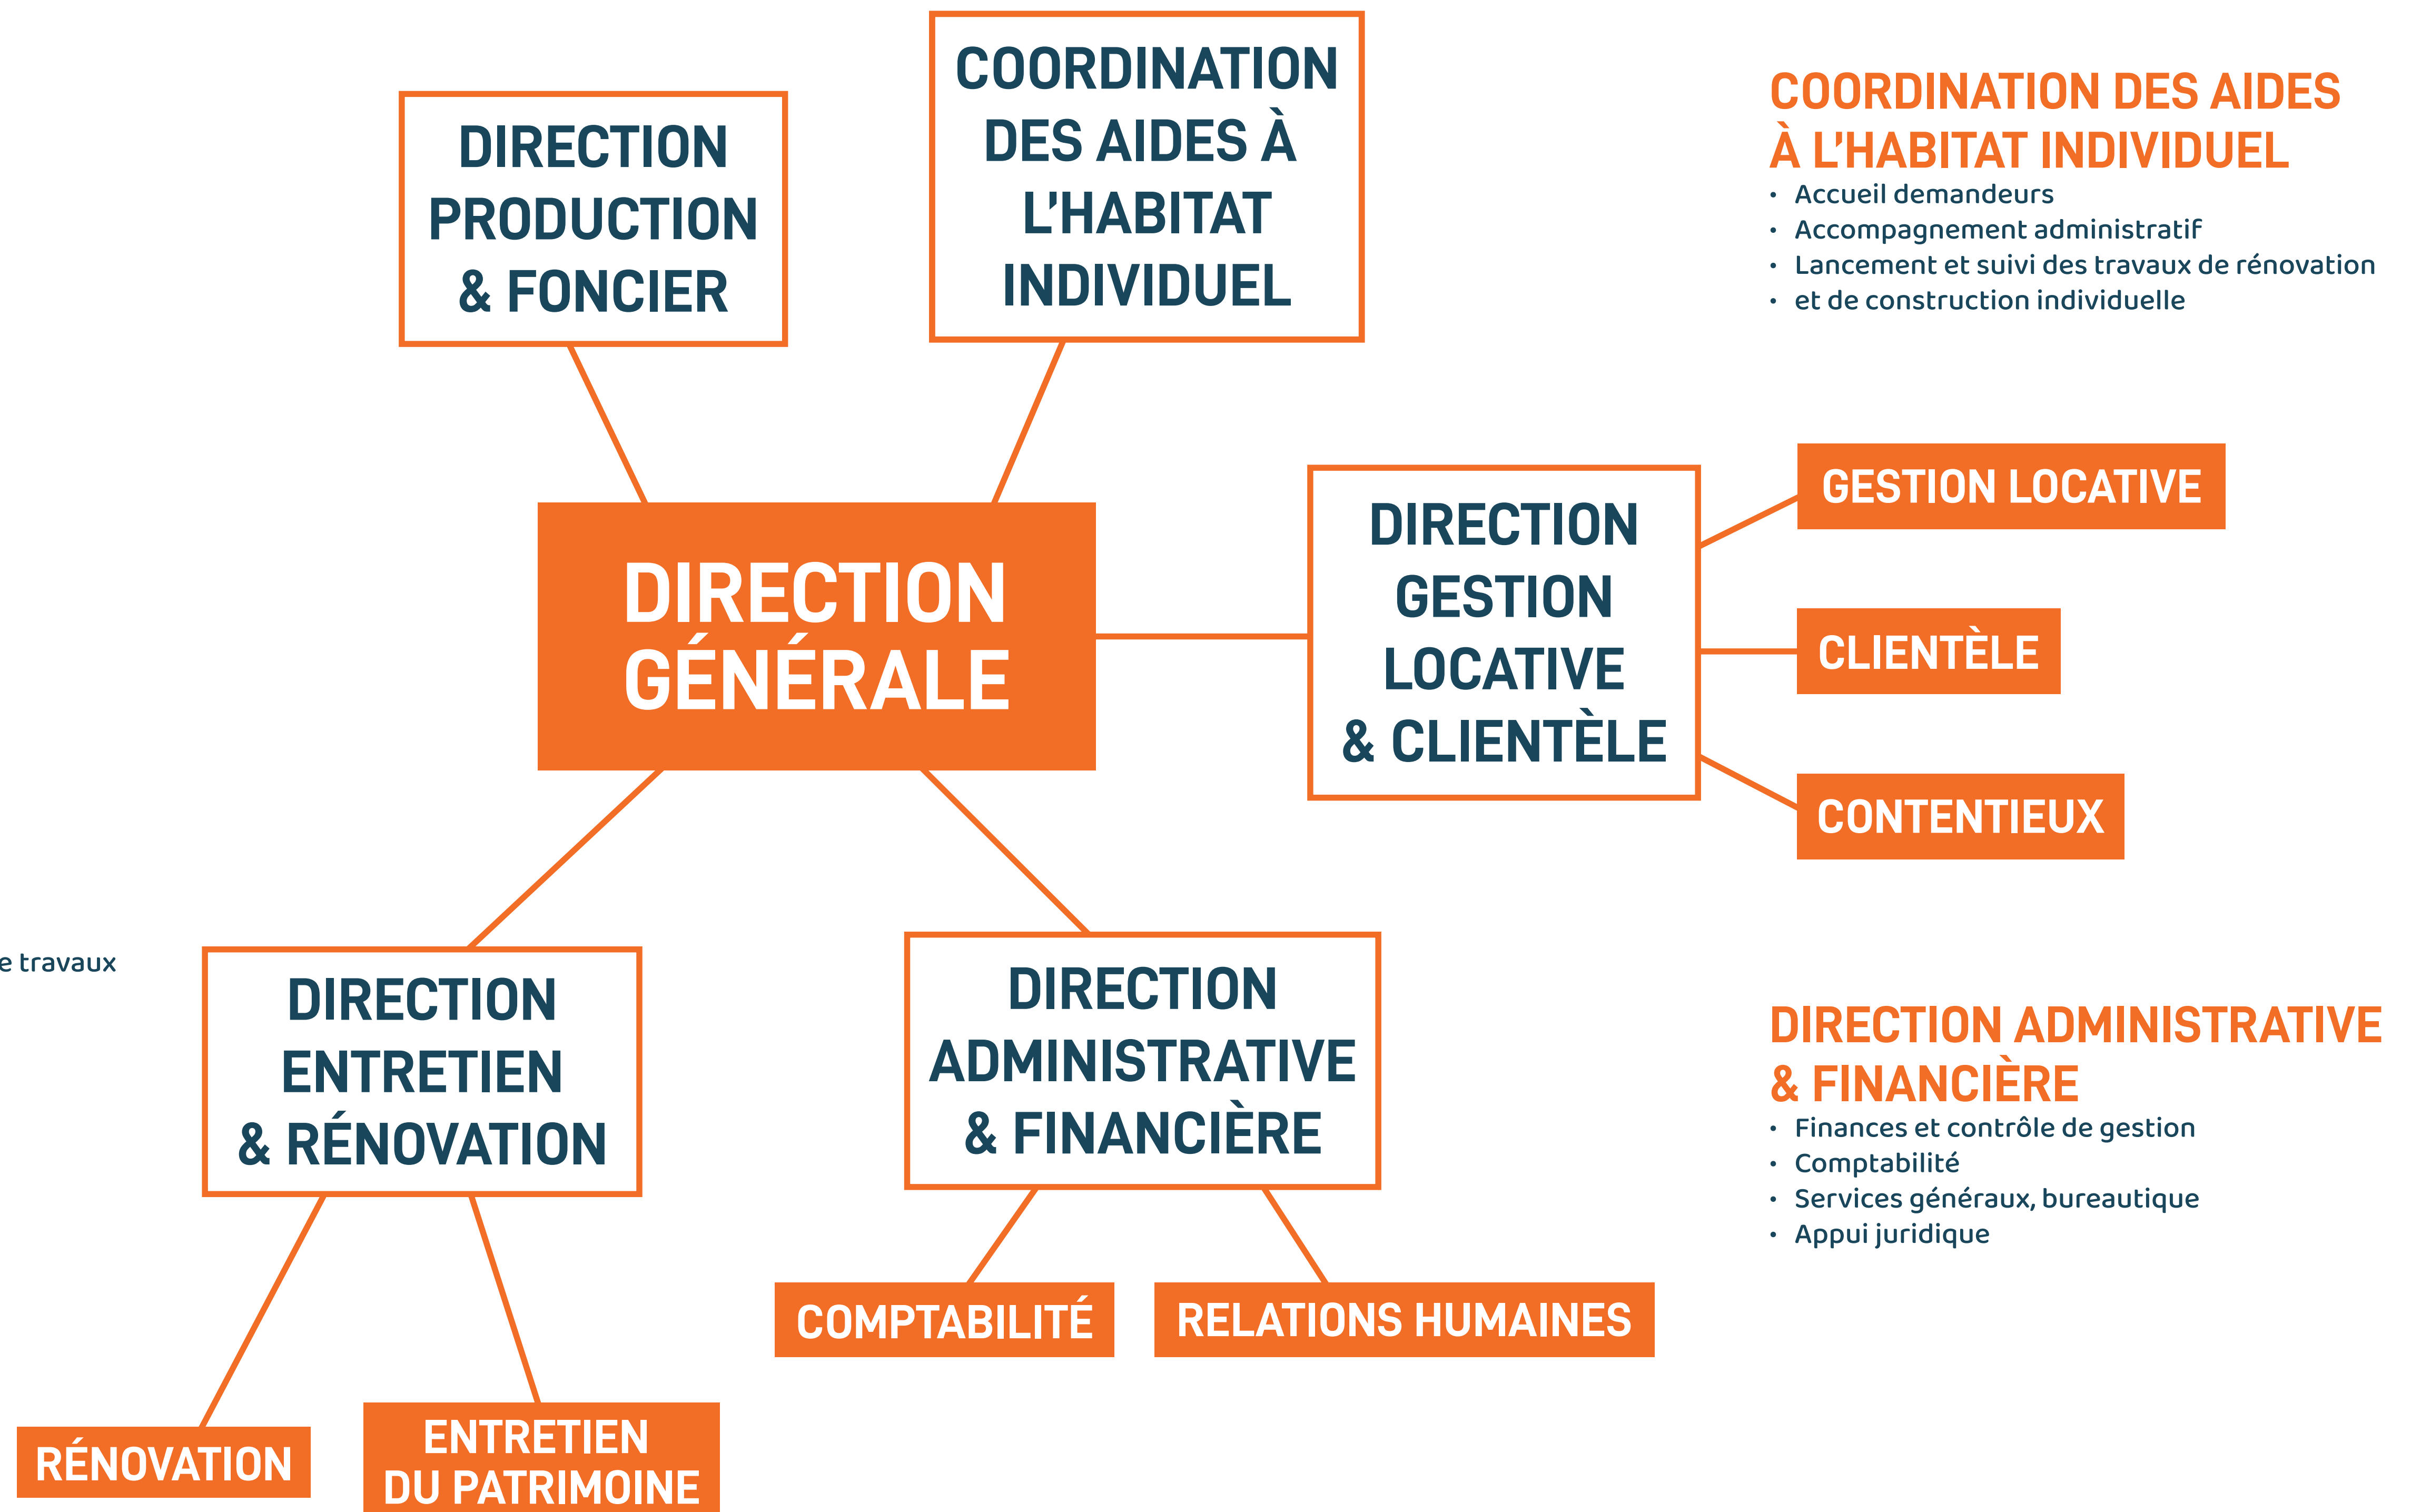 COORDINATION
DES AIDES À
L'HABITAT
INDIVIDUEL
DIRECTION
PRODUCTION
& FONCIER
COORDINATION DES AIDES
À L'HABITAT INDIVIDUEL
• Accueil demandeurs
• Accompagnement administratif
• Lancement et suivi des travaux de rénovation
• et de construction individuelle
DIRECTION
GÉNÉRALE
DIRECTION
GESTION
LOCATIVE
& CLIENTÈLE
GESTION LOCATIVE
CLIENTÈLE
CONTENTIEUX
e travaux
DIRECTION
ENTRETIEN
& RÉNOVATION
DIRECTION
ADMINISTRATIVE
& FINANCIÈRE
DIRECTION ADMINISTRATIVE
& FINANCIÈRE
• Finances et contrôle de gestion
• Comptabilité
• Services généraux, bureautique
• Appui juridique
COMPTABILITÉ
RELATIONS HUMAINES
RÉNOVATION
ENTRETIEN
DU PATRIMOINE